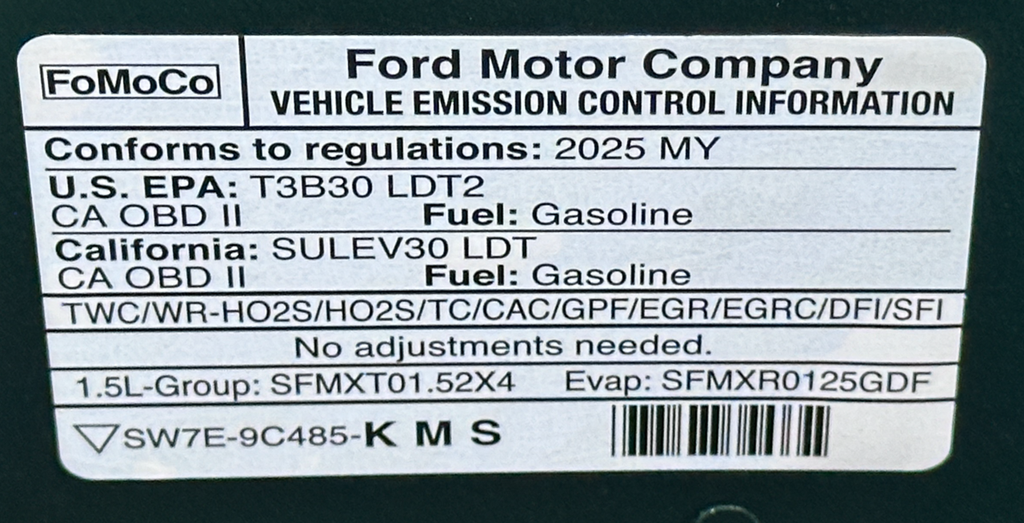 FoMoCo
Ford Motor Company
VEHICLE EMISSION CONTROL INFORMATION
Conforms to regulations: 2025 MY
U.S. EPA: T3B30 LDT2
CA OBD II Fuel: Gasoline
California: SULEV30 LDT
CA OBD II Fuel: Gasoline
TWC/WR-HO2S/HO2S/TC/CAC/GPF/EGR/EGRC/DFI/SFI
No adjustments needed.
1.5L-Group: SFMXT01.52X4 Evap: SFMXR0125GDF
SW7E-9C485-K M S